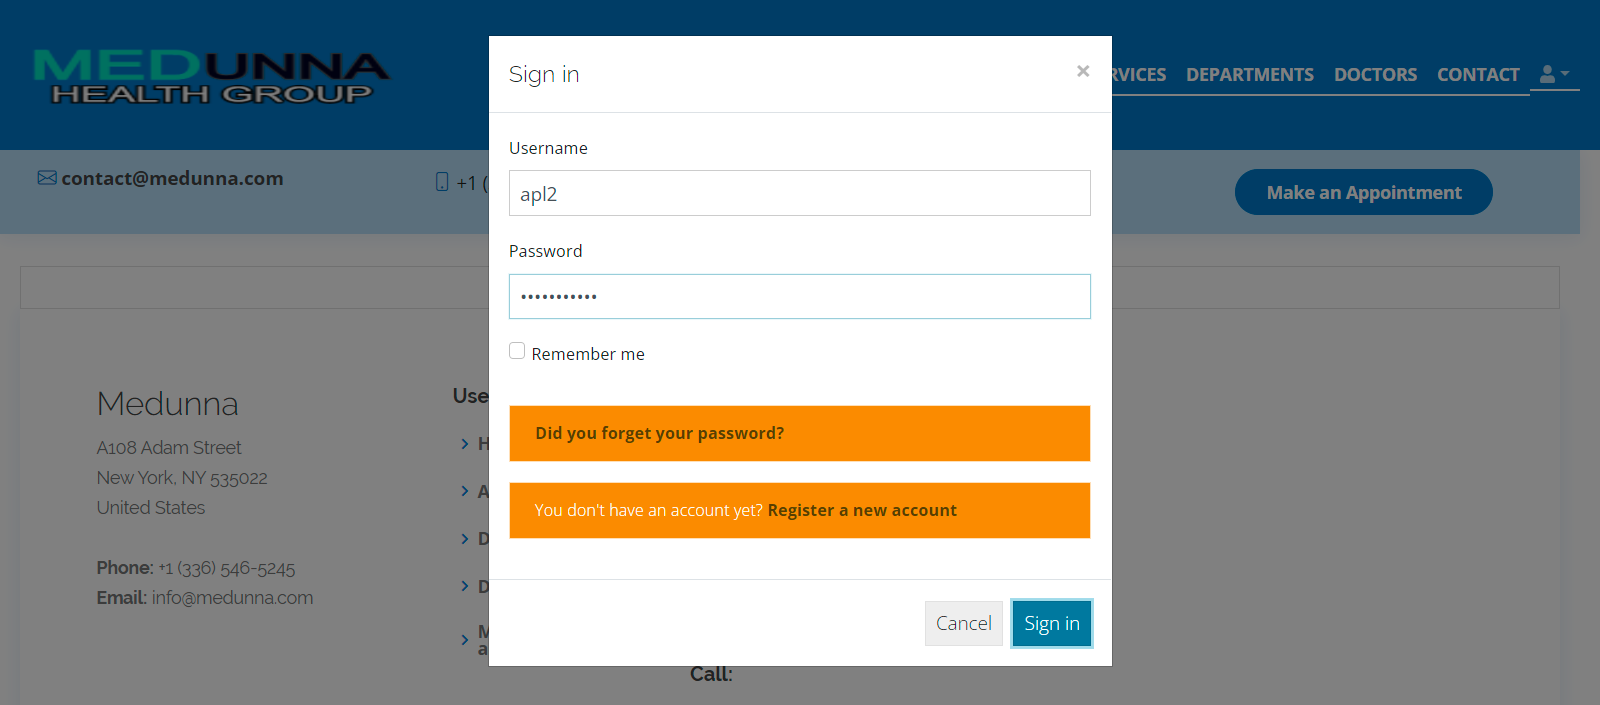 MEDUNNA
HEALTH GROUP
DEPARTMENTS
DOCTORS
CONTACT
contact@medunna.com
+1 (
Make an Appointment
Sign in
×
Username
apl2
Password
•••••••••••
Remember me
Did you forget your password?
You don't have an account yet? Register a new account
Cancel
Sign in
Medunna
A108 Adam Street
New York, NY 535022
United States
Phone: +1 (336) 546-5245
Email: info@medunna.com
Call: